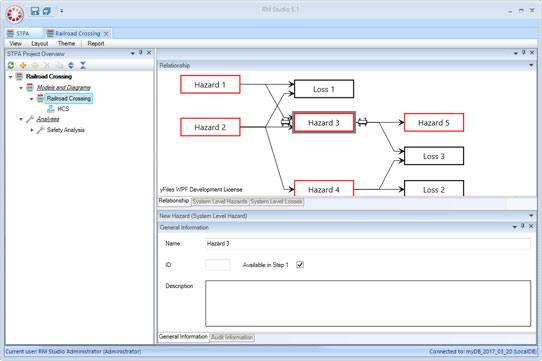 RM Studio 5.1
STPA
Railroad Crossing
View Layout Theme Report
STPA Project Overview
Railroad Crossing
Models and Diagrams
Railroad Crossing
HCS
Analyses
Safety Analysis
Relationship
Hazard 1
Loss 1
Hazard 2
Hazard 3
Hazard 5
Loss 3
Hazard 4
Loss 2
yFiles WPF Development License
Relationship System Level Hazards System Level Losses
New Hazard (System Level Hazard)
General Information
Name Hazard 3
ID Available in Step 1
Description
General Information Audit Information
Current user: RM Studio Administrator (Administrator) Connected to: myDB_2017_03_20 (LocalDB)